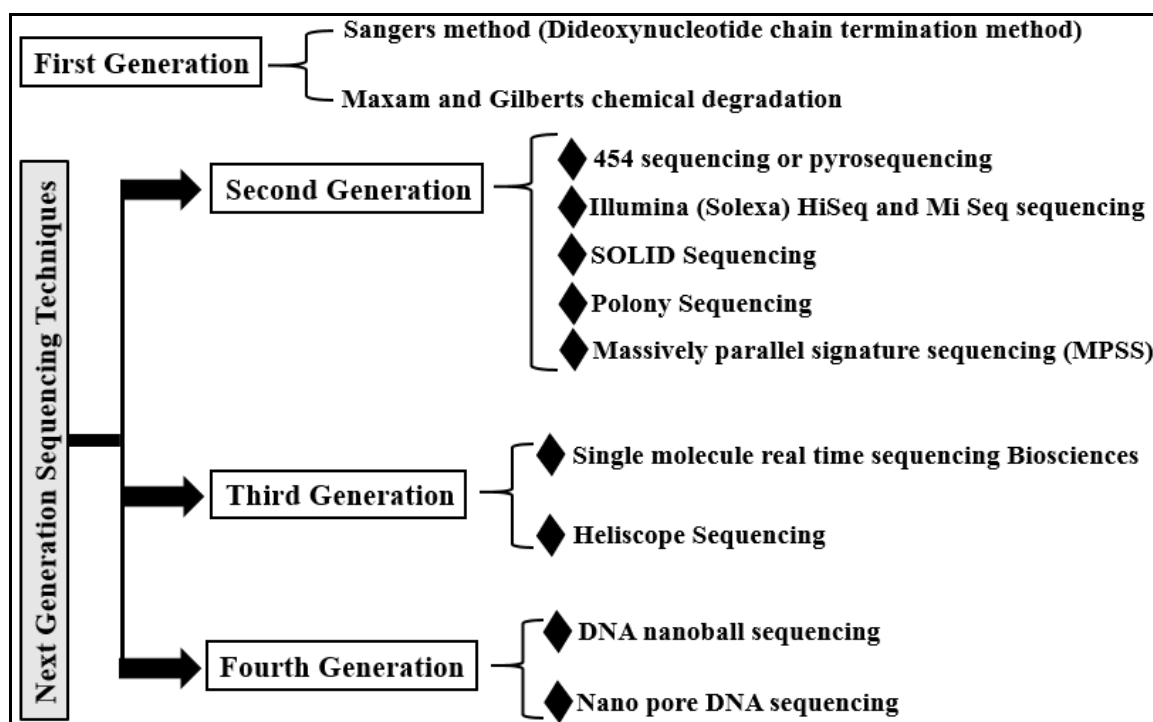 Sangers method (Dideoxynucleotide chain termination method)
First Generation
Maxam and Gilberts chemical degradation
Next Generation Sequencing Techniques
Second Generation
454 sequencing or pyrosequencing
Illumina (Solexa) HiSeq and Mi Seq sequencing
SOLID Sequencing
Polony Sequencing
Massively parallel signature sequencing (MPSS)
Third Generation
Single molecule real time sequencing Biosciences
Heliscope Sequencing
Fourth Generation
DNA nanoball sequencing
Nano pore DNA sequencing